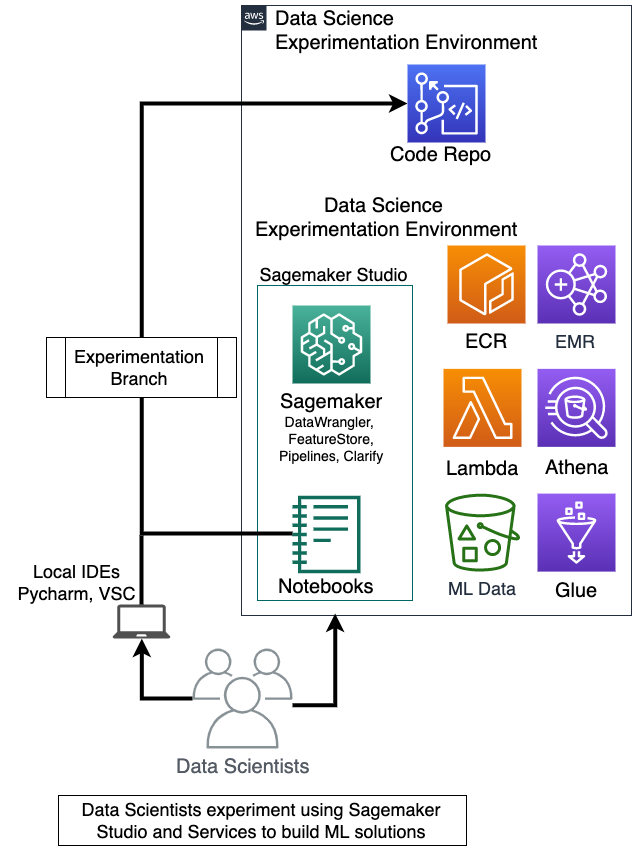 aws
Data Science
Experimentation Environment
Code Repo
Data Science
Experimentation Environment
Sagemaker Studio
ECR
EMR
Experimentation
Branch
Sagemaker
DataWrangler,
FeatureStore,
Pipelines, Clarify
Lambda
Athena
Notebooks
ML Data
Glue
Local IDEs
Pycharm, VSC
Data Scientists
Data Scientists experiment using Sagemaker
Studio and Services to build ML solutions